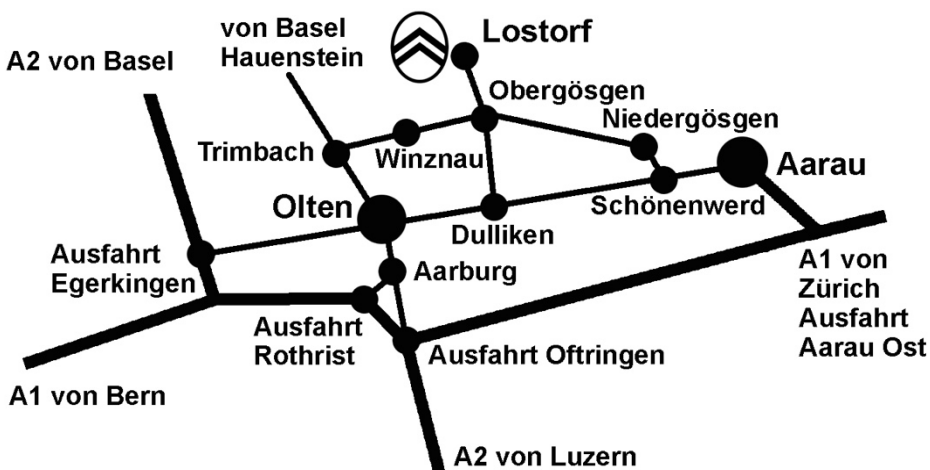 von Basel
Hauenstein
Lostorf
A2 von Basel
Obergösgen
Niedergösgen
Trimbach
Winznau
Aarau
Olten
Schönenwerd
Dulliken
Ausfahrt
Egerkingen
Aarburg
A1 von
Zürich
Ausfahrt
Aarau Ost
Ausfahrt
Rothrist
Ausfahrt Oftringen
A1 von Bern
A2 von Luzern